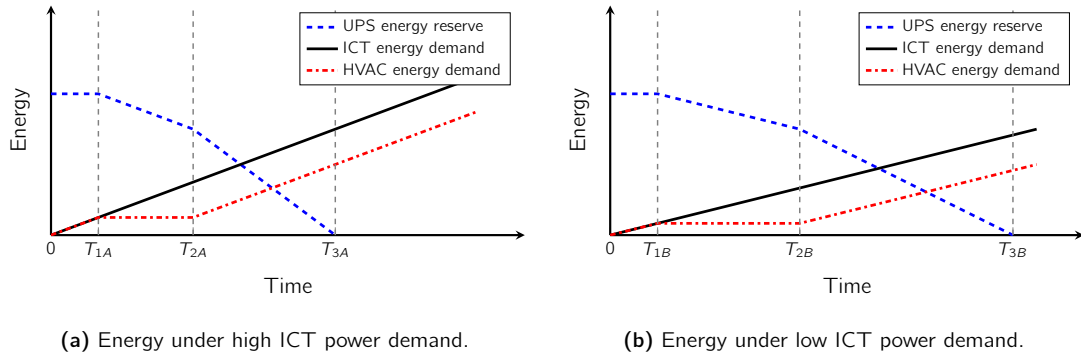 UPS energy reserve
ICT energy demand
HVAC energy demand
Energy
0
T1A
T2A
T3A
Time
(a) Energy under high ICT power demand.
UPS energy reserve
ICT energy demand
HVAC energy demand
Energy
0
T1B
T2B
T3B
Time
(b) Energy under low ICT power demand.